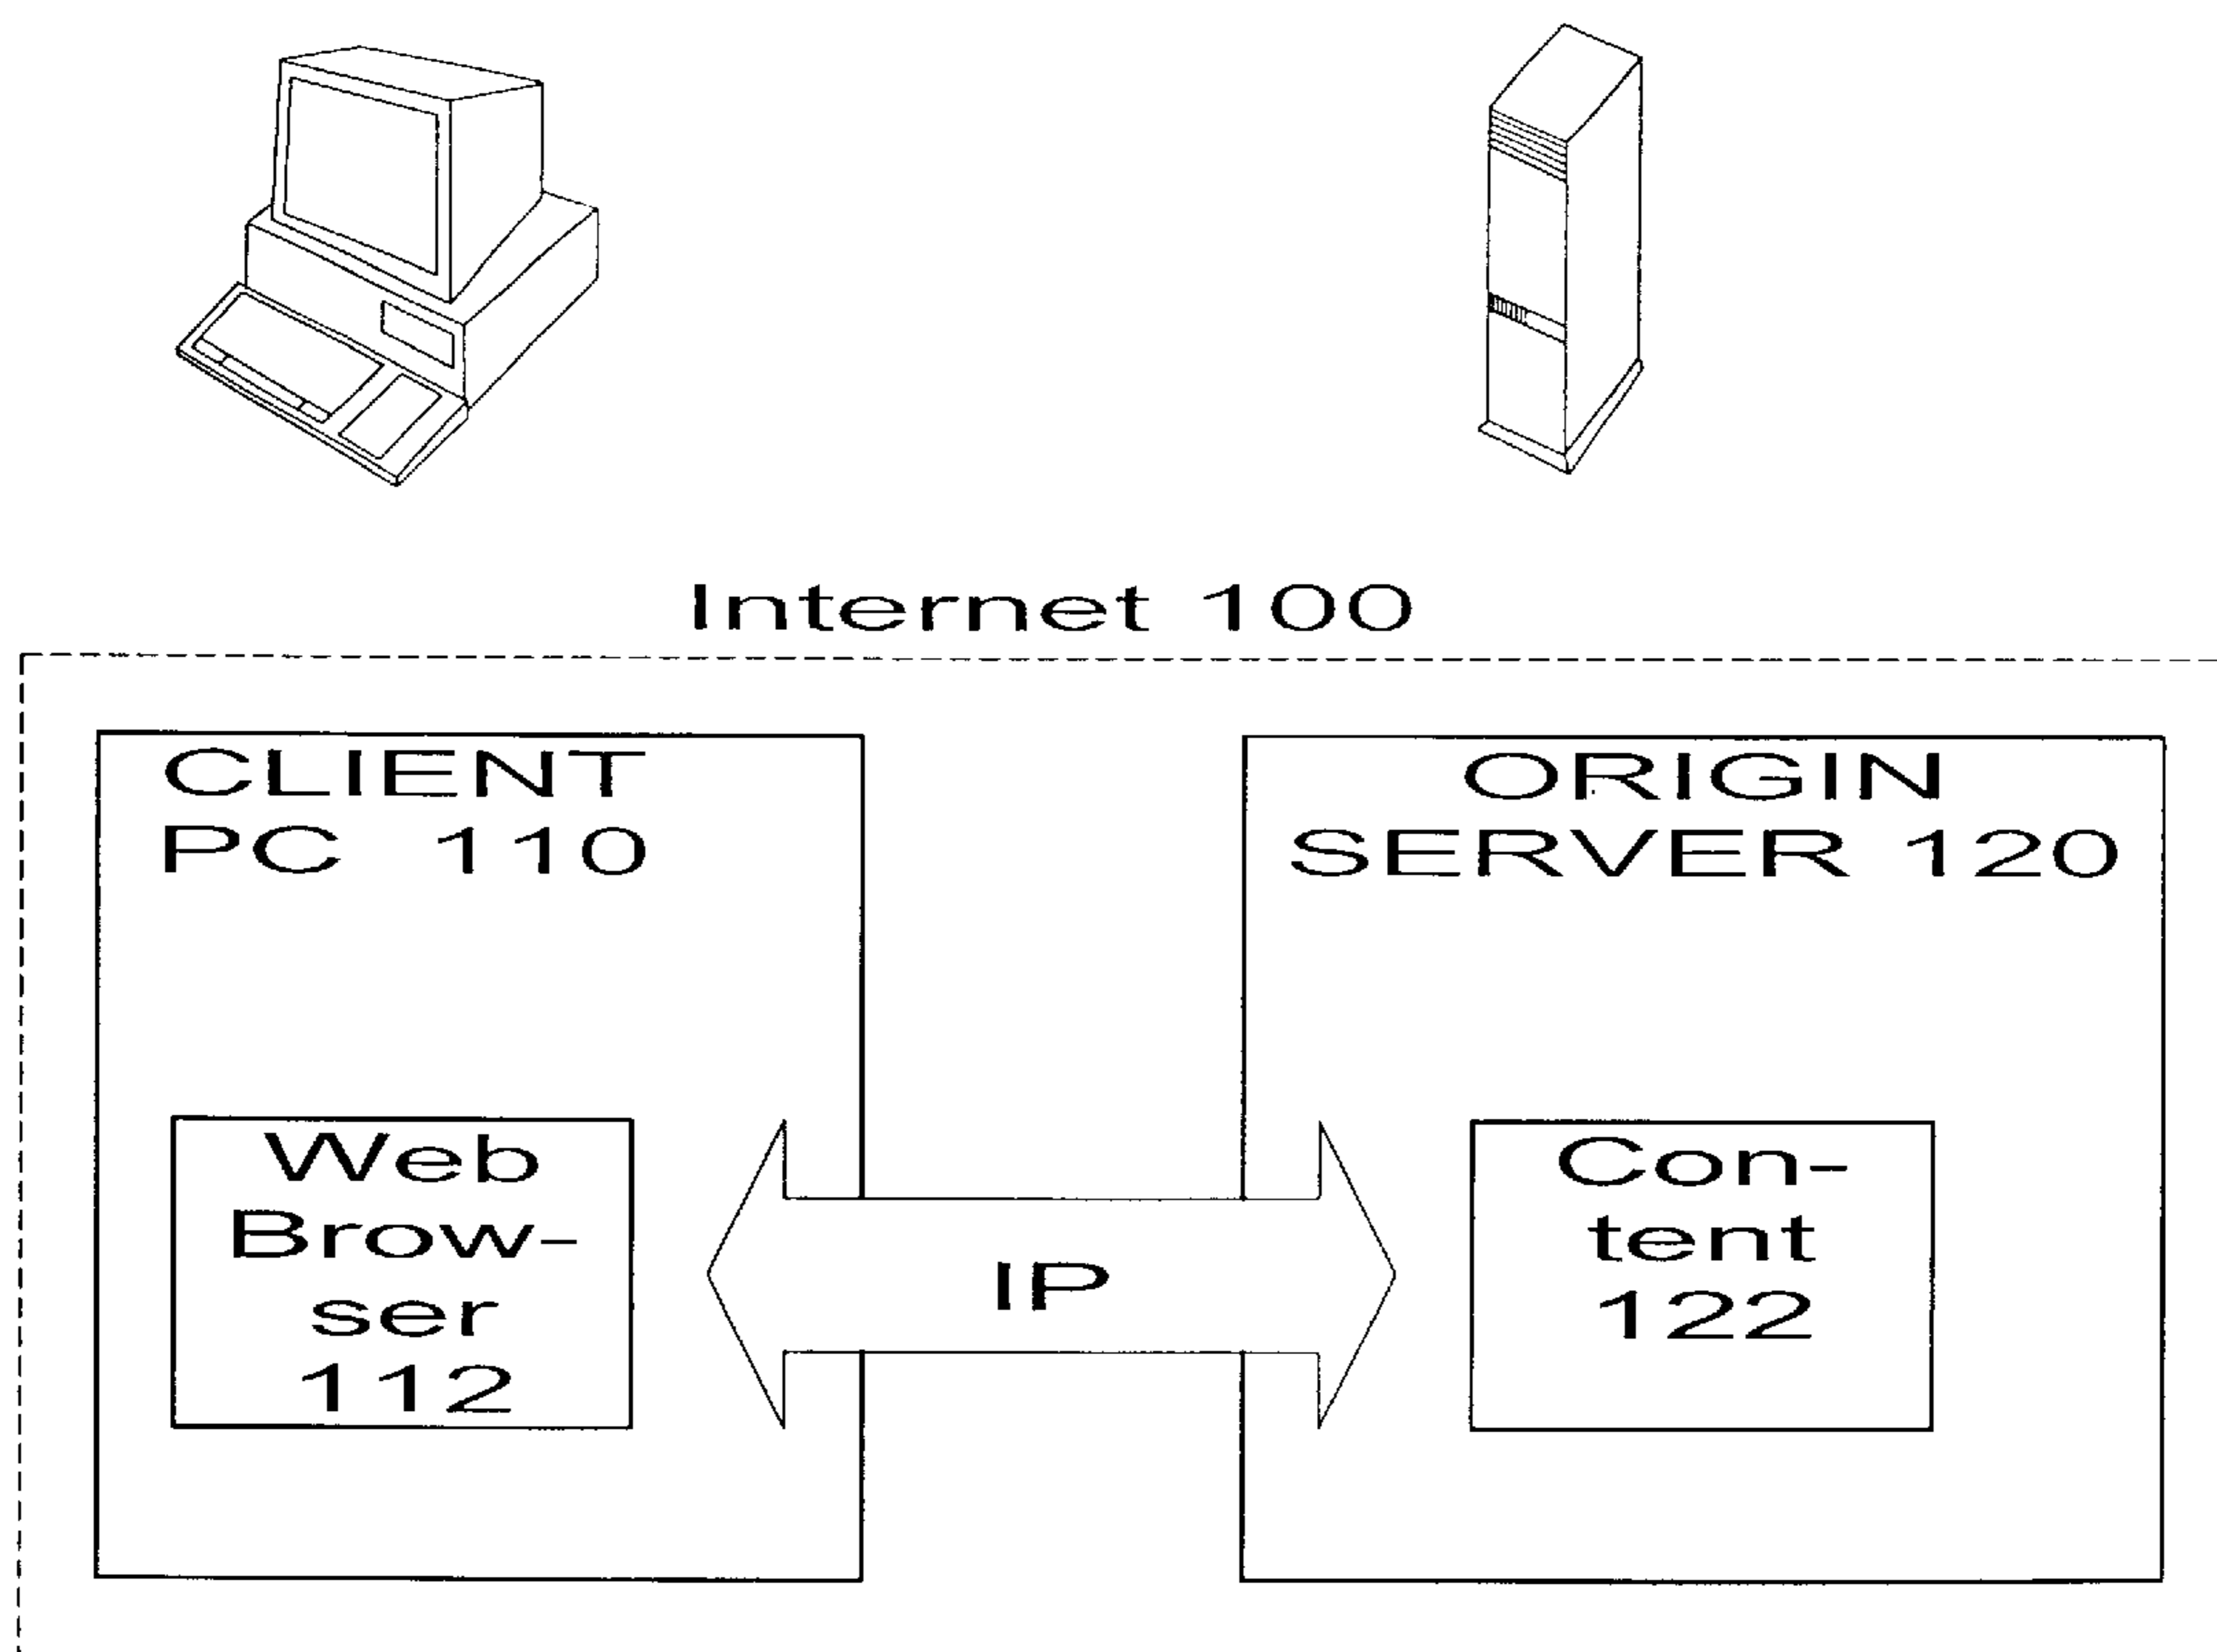 Internet 100
CLIENT
PC 110
ORIGIN
SERVER 120
Web
Brow-
ser
112
IP
Con-
tent
122